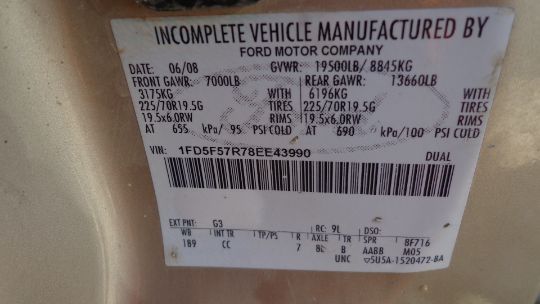 INCOMPLETE VEHICLE MANUFACTURED BY
FORD MOTOR COMPANY
DATE: 06/08 GVWR: 19500LB/ 8845KG
FRONT GAWR: 7000LB REAR GAWR: 13660LB
3175KG WITH 6196KG WITH
225/70R19.5G TIRES 225/70R19.5G TIRES
19.5x6.0RW RIMS 19.5x6.0RW RIMS
AT 655 kPa/ 95 PSI COLD AT 690 kPa/100 PSI COLD
VIN: 1FD5F57R78EE43990 DUAL
EXT PNT: G3 RC: 9L DSO:
WB INT TR TP/PS R AXLE TR SPR 8F716
189 CC 7 8L B AABB M05
UNC 5U5A-1520472-BA